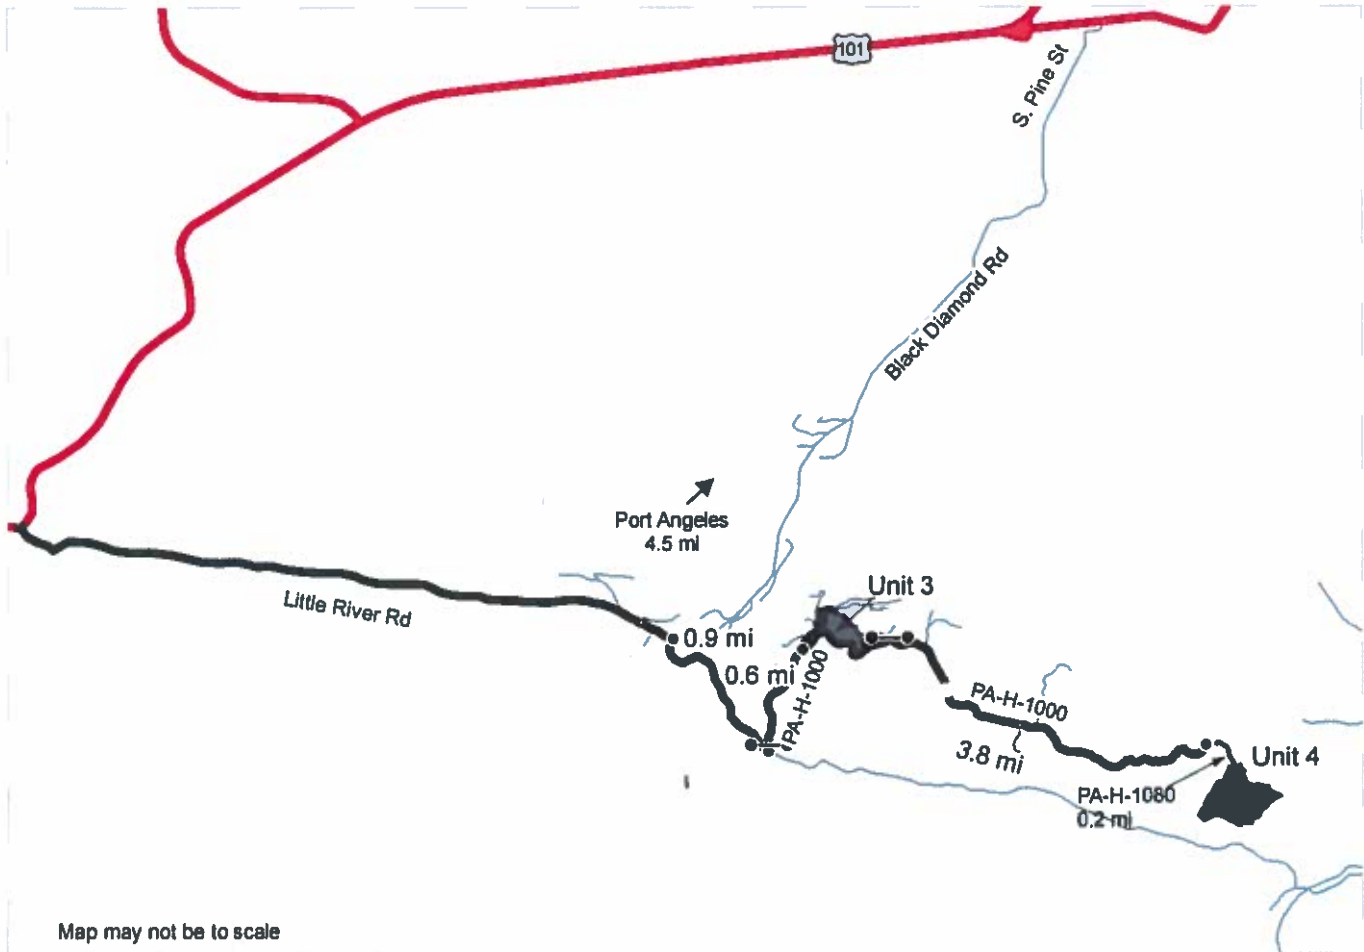 101
S. Pine St
Black Diamond Rd
Port Angeles
4.5 mi
Unit 3
Little River Rd
0.9 mi
0.6 mi
PA-H-1000
PA-H-1000
3.8 mi
Unit 4
PA-H-1080
0.2 mi
Map may not be to scale